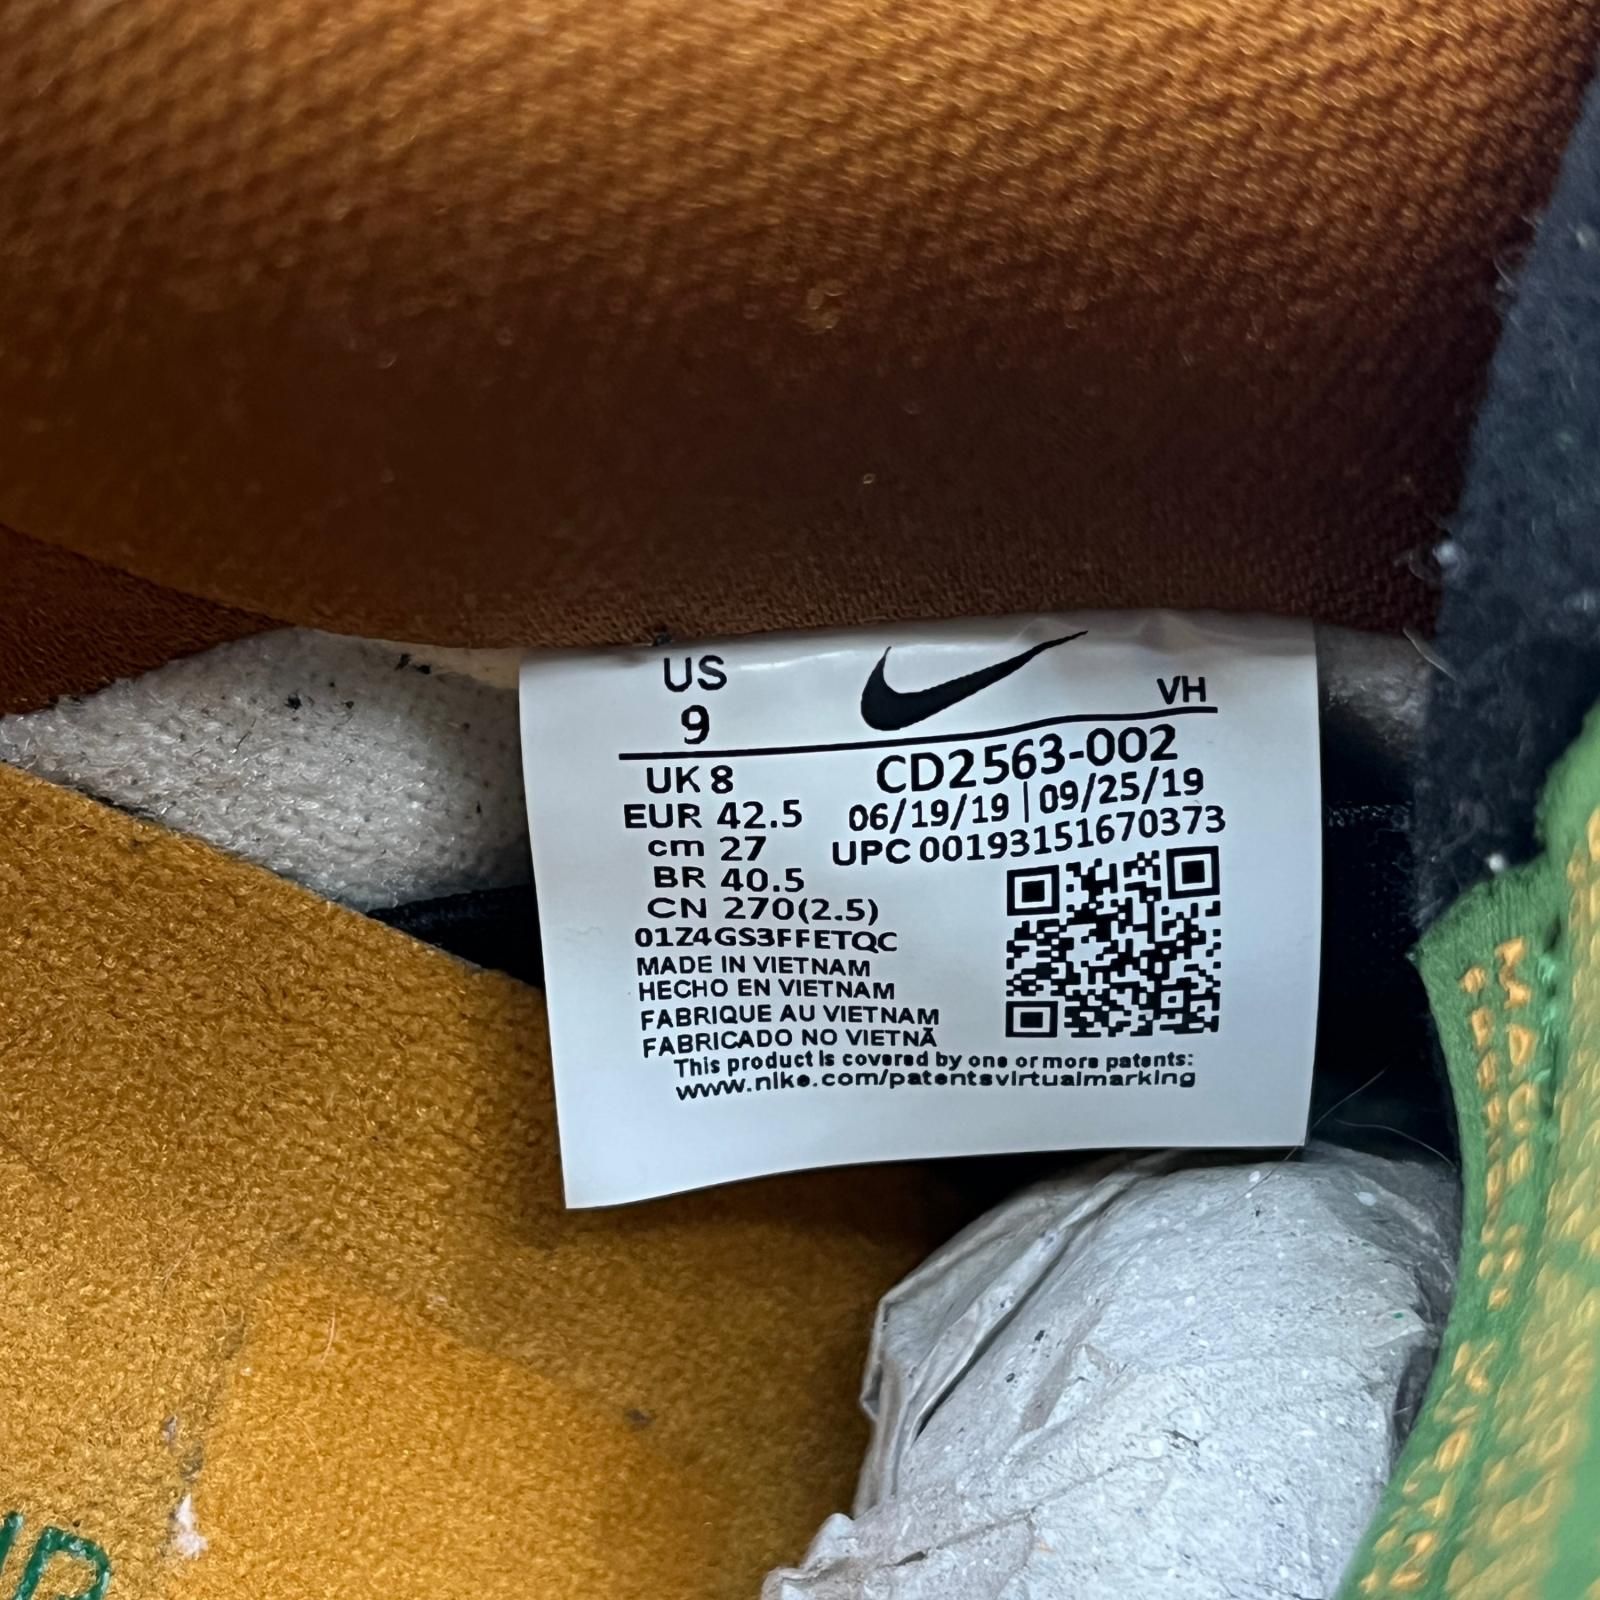 US
9
VH
UK 8
EUR 42.5
cm 27
BR 40.5
CN 270(2.5)
01Z4GS3FFETQC
MADE IN VIETNAM
HECHO EN VIETNAM
FABRIQUE AU VIETNAM
FABRICADO NO VIETNÃ
CD2563-002
06/19/19 | 09/25/19
UPC 00193151670373
This product is covered by one or more patents:
www.nike.com/patentsvirtualmarking